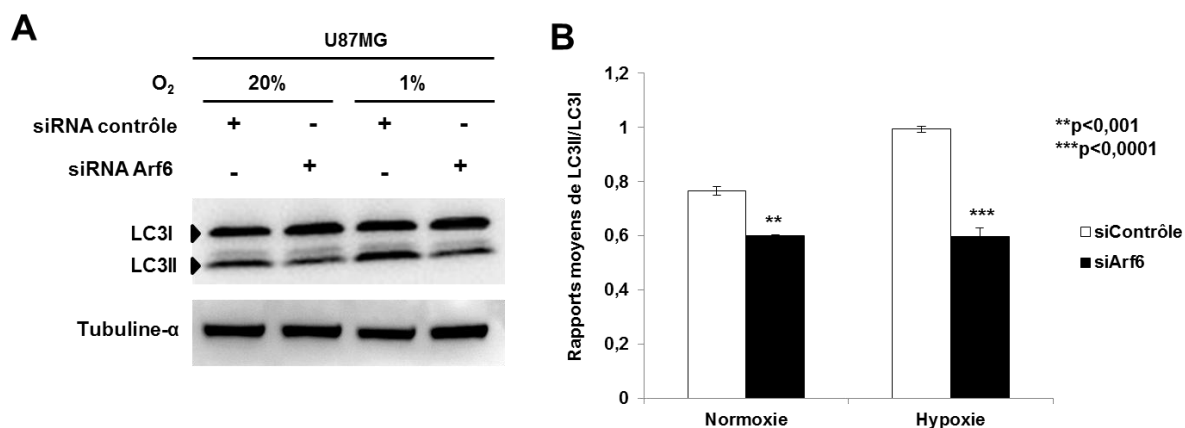 A
U87MG
O2
20%
1%
siRNA contrôle
+
-
+
-
siRNA Arf6
-
+
-
+
LC3I
LC3II
Tubuline-α
B
Rapports moyens de LC3II/LC3I
1,2
1
0,8
0,6
0,4
0,2
0
**
***
Normoxie
Hypoxie
**p<0,001
***p<0,0001
siContrôle
siArf6